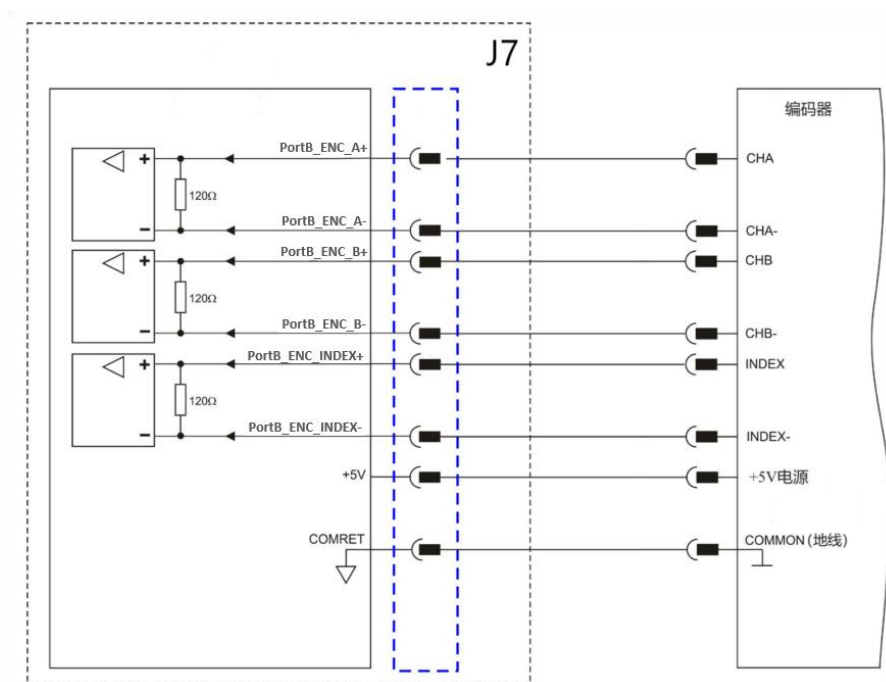 J7
编码器
PortB_ENC_A+
CHA
120Ω
PortB_ENC_A-
CHA-
PortB_ENC_B+
CHB
120Ω
PortB_ENC_B-
CHB-
PortB_ENC_INDEX+
INDEX
120Ω
PortB_ENC_INDEX-
INDEX-
+5V
+5V电源
COMRET
COMMON(地线)